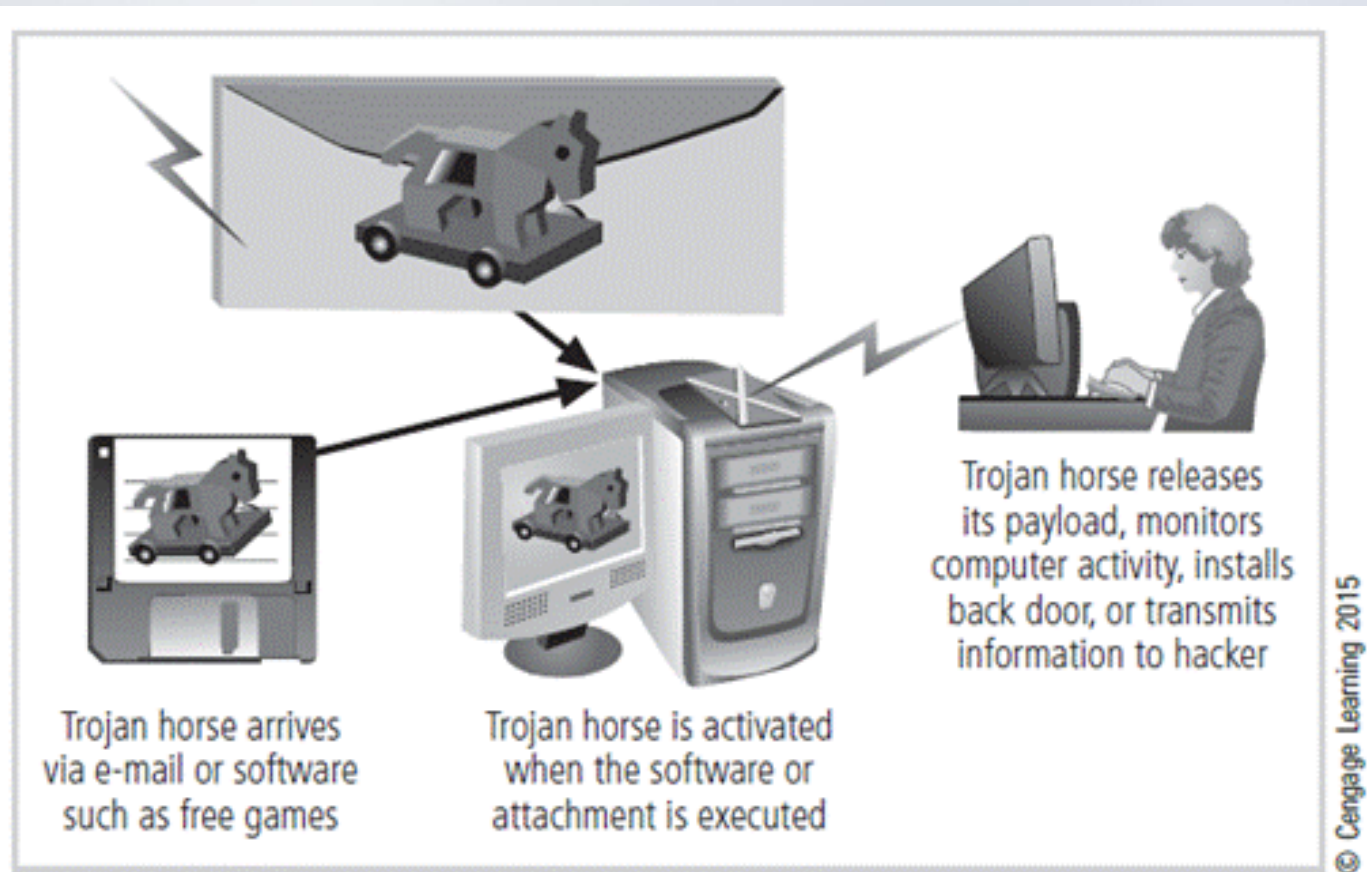 Trojan horse arrives
via e-mail or software
such as free games
Trojan horse is activated
when the software or
attachment is executed
Trojan horse releases
its payload, monitors
computer activity, installs
back door, or transmits
information to hacker
© Cengage Learning 2015